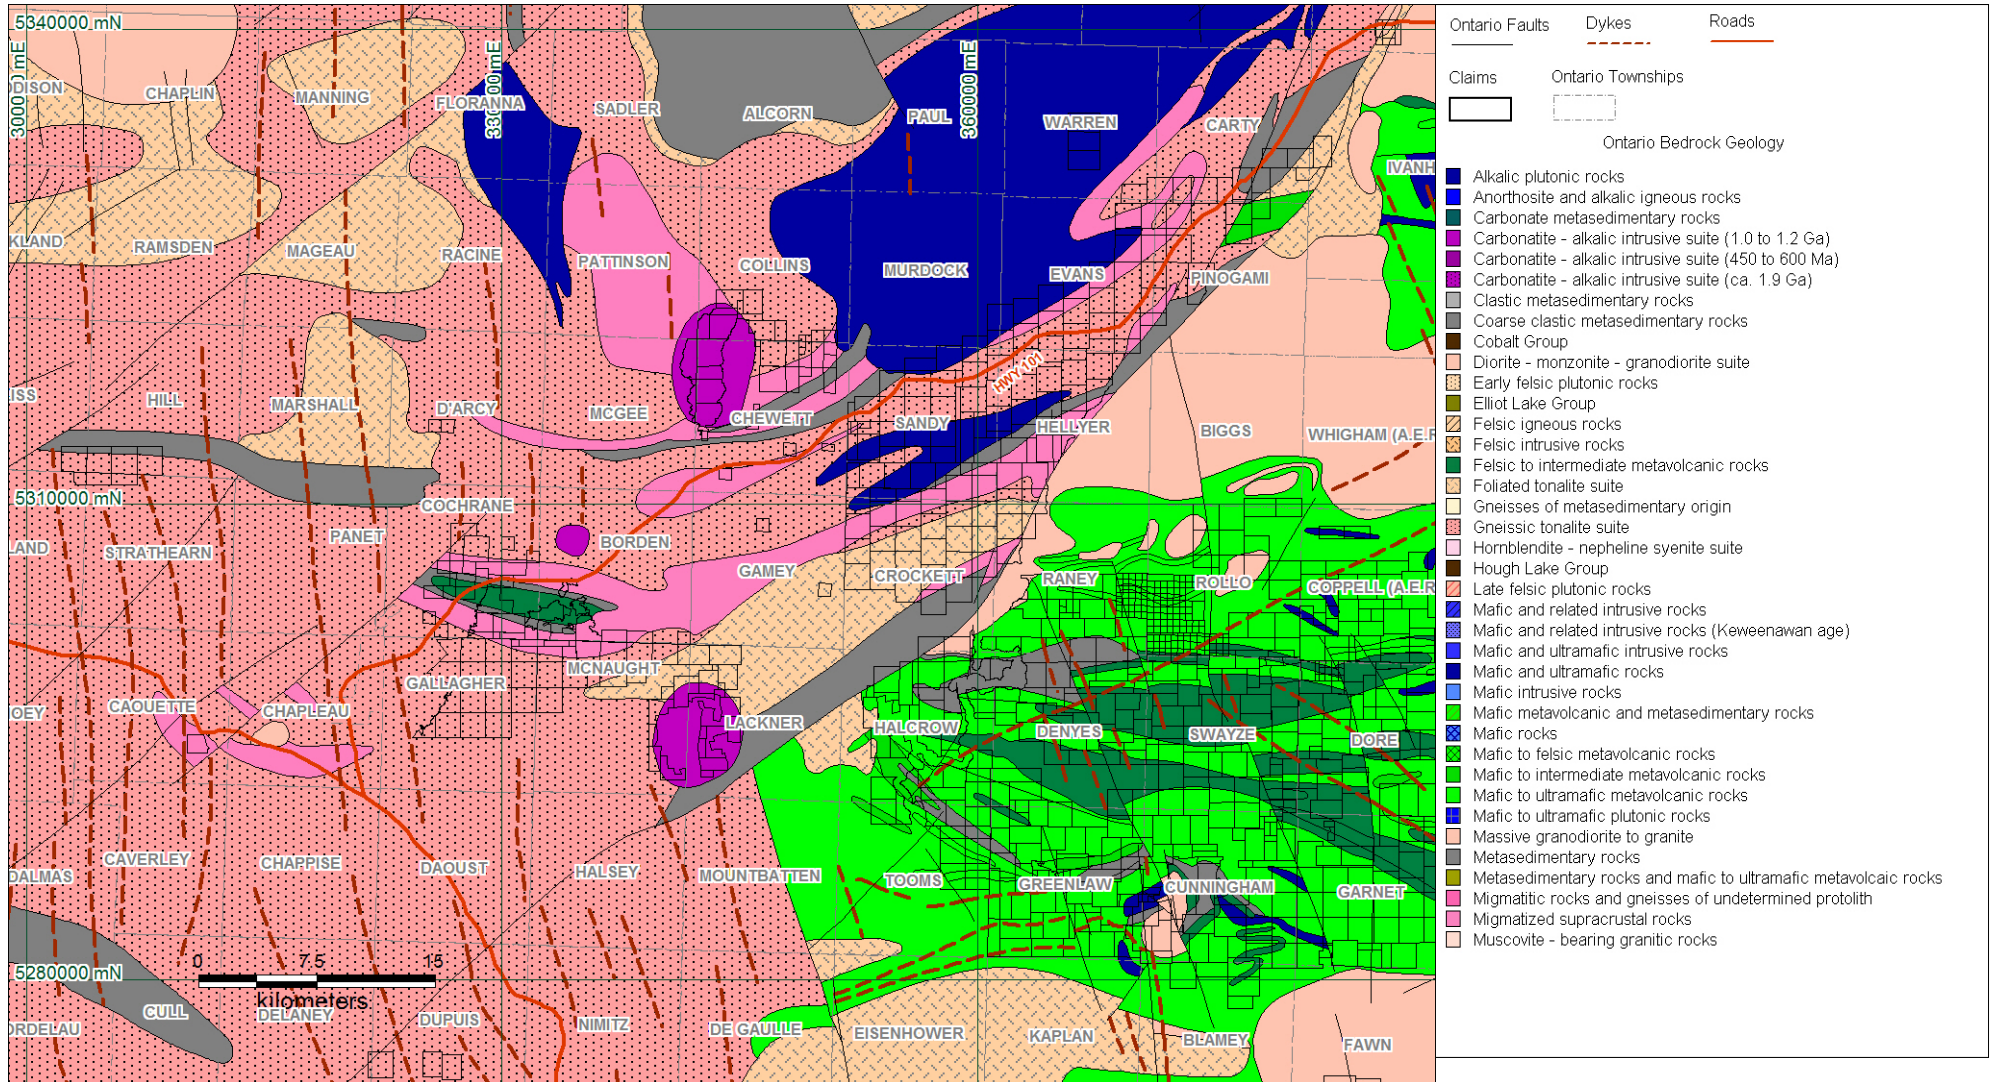 5340000 mN
300000 mE
330000 mE
3600000 mE
DISON
CHAPLIN
MANNING
FLORANNA
SADLER
ALCORN
PAUL
WARREN
CARTY
IVANH
KLAND
RAMSDEN
MAGEAU
RACINE
PATTINSON
COLLINS
MURDOCK
EVANS
PINOGAMI
HWY 101
ISS
HILL
MARSHALL
D'ARCY
MCGEE
CHEWETT
SANDY
HELLYER
BIGGS
WHIGHAM (A.E.R
5310000 mN
COCHRANE
LAND
STRATHEARN
PANET
BORDEN
GAMEY
CROCKETT
RANEY
ROLLO
COPPELL (A.E.R
MCNAUGHT
GALLAGHER
OEY
CAOUETTE
CHAPLEAU
LACKNER
HALCROW
DENYES
SWAYZE
DORE
DALMAS
CAVERLEY
CHAPPISE
DAOUST
HALSEY
MOUNTBATTEN
TOOMS
GREENLAW
CUNNINGHAM
GARNET
5280000 mN
0 7.5 15
kilometers
ORDELAU
CULL
DELANEY
DUPUIS
NIMITZ
DE GAULLE
EISENHOWER
KAPLAN
BLAMEY
FAWN
Ontario Faults Dykes Roads
Claims Ontario Townships
Ontario Bedrock Geology
Alkalic plutonic rocks
Anorthosite and alkalic igneous rocks
Carbonate metasedimentary rocks
Carbonatite - alkalic intrusive suite (1.0 to 1.2 Ga)
Carbonatite - alkalic intrusive suite (450 to 600 Ma)
Carbonatite - alkalic intrusive suite (ca. 1.9 Ga)
Clastic metasedimentary rocks
Coarse clastic metasedimentary rocks
Cobalt Group
Diorite - monzonite - granodiorite suite
Early felsic plutonic rocks
Elliot Lake Group
Felsic igneous rocks
Felsic intrusive rocks
Felsic to intermediate metavolcanic rocks
Foliated tonalite suite
Gneisses of metasedimentary origin
Gneissic tonalite suite
Hornblendite - nepheline syenite suite
Hough Lake Group
Late felsic plutonic rocks
Mafic and related intrusive rocks
Mafic and related intrusive rocks (Keweenawan age)
Mafic and ultramafic intrusive rocks
Mafic and ultramafic rocks
Mafic intrusive rocks
Mafic metavolcanic and metasedimentary rocks
Mafic rocks
Mafic to felsic metavolcanic rocks
Mafic to intermediate metavolcanic rocks
Mafic to ultramafic metavolcanic rocks
Mafic to ultramafic plutonic rocks
Massive granodiorite to granite
Metasedimentary rocks
Metasedimentary rocks and mafic to ultramafic metavolcaic rocks
Migmatitic rocks and gneisses of undetermined protolith
Migmatized supracrustal rocks
Muscovite - bearing granitic rocks